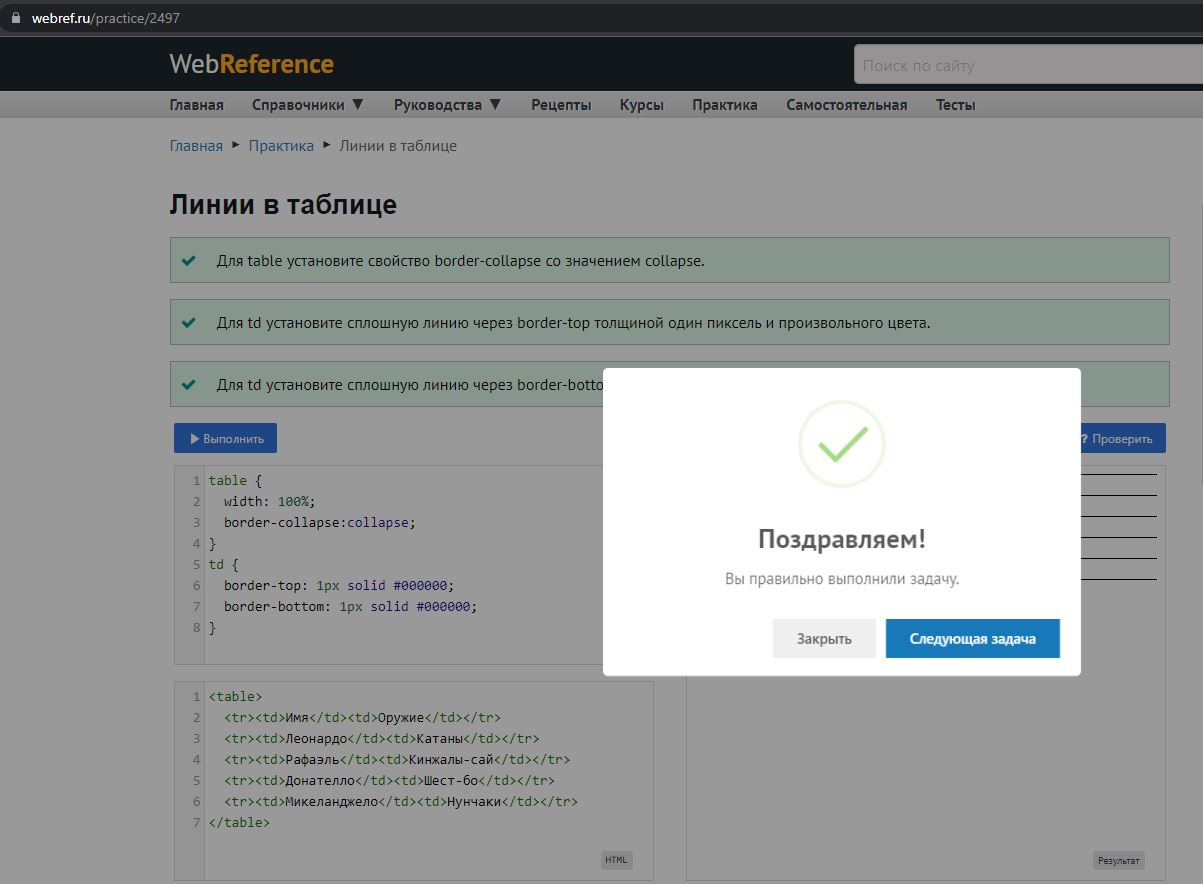 webref.ru/practice/2497
WebReference
Поиск по сайту
Главная Справочники ▼ Руководства ▼ Рецепты Курсы Практика Самостоятельная Тесты
Главная ► Практика ► Линии в таблице
Линии в таблице
Для table установите свойство border-collapse со значением collapse.
Для td установите сплошную линию через border-top толщиной один пиксель и произвольного цвета.
Для td установите сплошную линию через border-botto
Выполнить
? Проверить
1 table {
2 width: 100%;
3 border-collapse:collapse;
4 }
5 td {
6 border-top: 1px solid #000000;
7 border-bottom: 1px solid #000000;
8 }
Поздравляем!
Вы правильно выполнили задачу.
Закрыть Следующая задача
1 <table>
2 <tr><td>Имя</td><td>Оружие</td></tr>
3 <tr><td>Леонардо</td><td>Катаны</td></tr>
4 <tr><td>Рафаэль</td><td>Кинжалы-сай</td></tr>
5 <tr><td>Донателло</td><td>Шест-бо</td></tr>
6 <tr><td>Микеланджело</td><td>Нунчаки</td></tr>
7 </table>
HTML
Результат